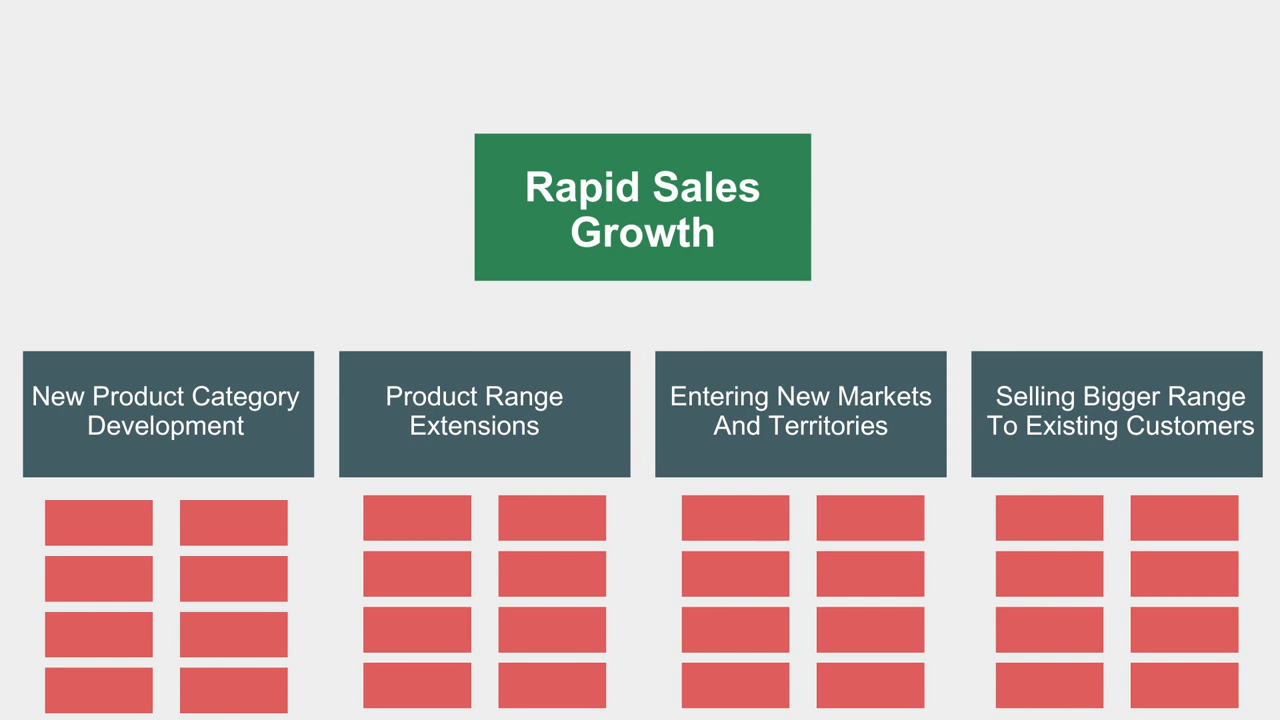 Rapid Sales
Growth
New Product Category
Development
Product Range
Extensions
Entering New Markets
And Territories
Selling Bigger Range
To Existing Customers